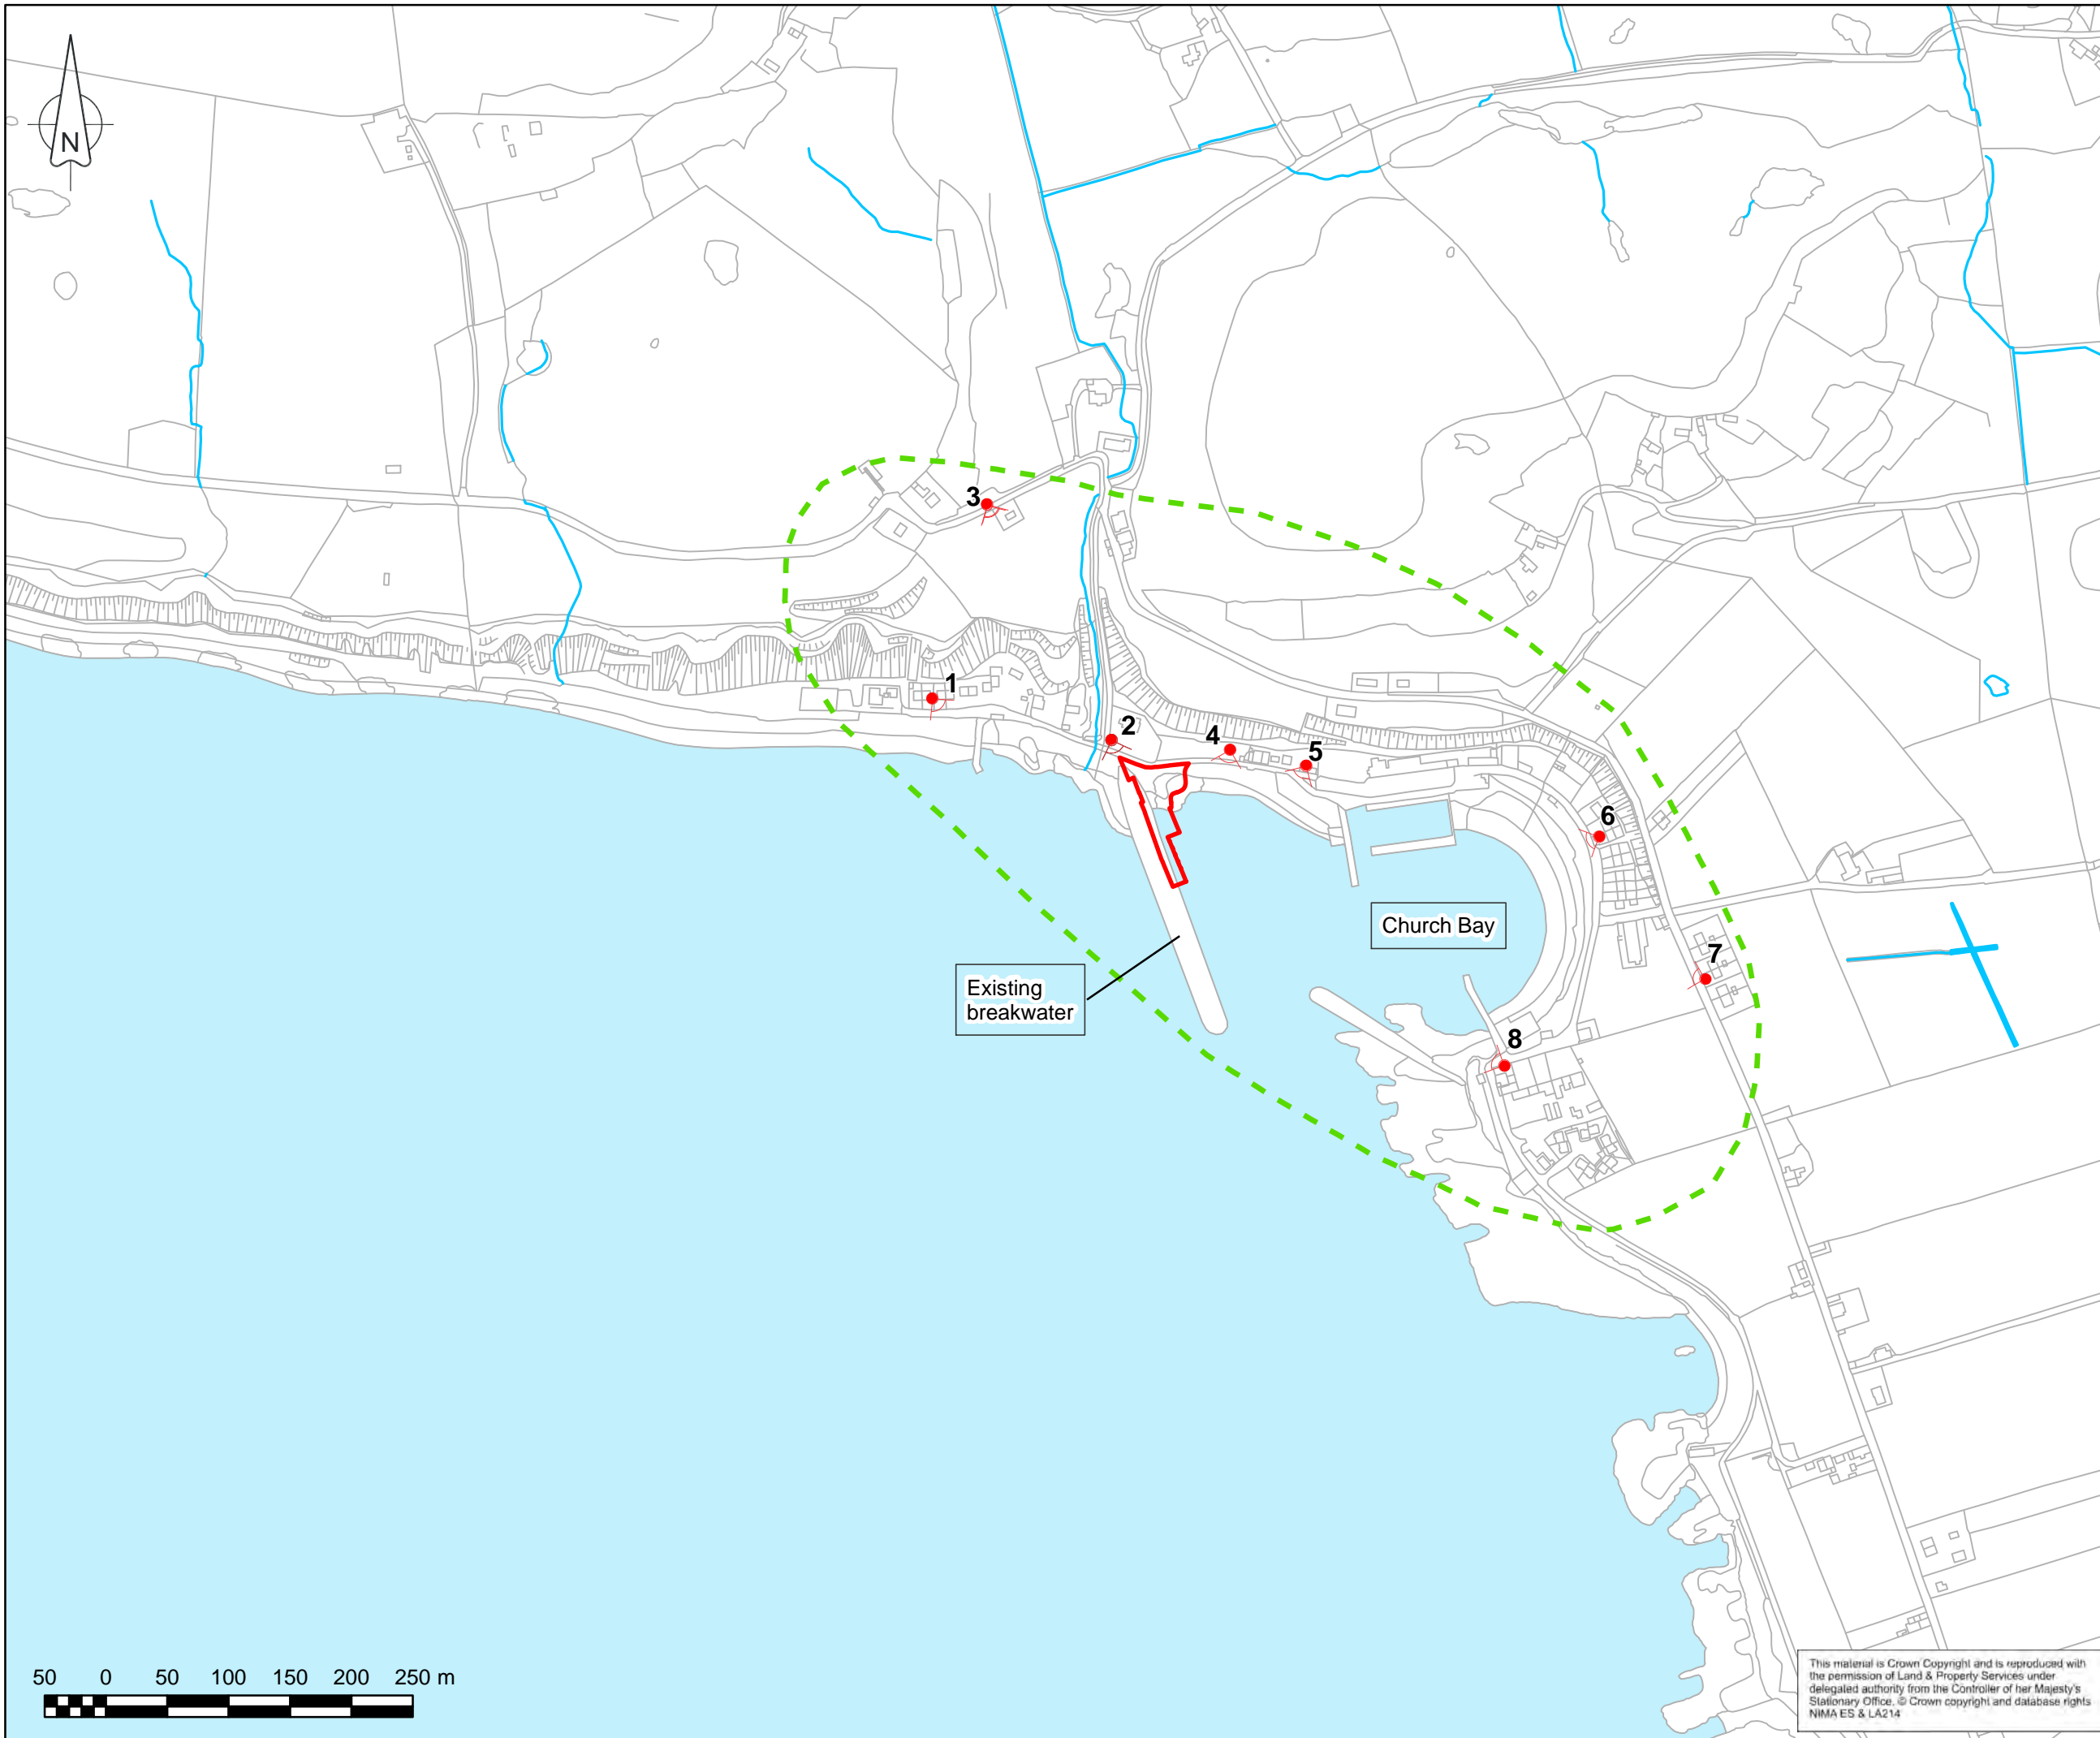 N
3
1
2
4
5
6
Church Bay
7
Existing
breakwater
8
50 0 50 100 150 200 250 m
This material is Crown Copyright and is reproduced with
the permission of Land & Property Services under
delegated authority from the Controller of her Majesty's
Stationary Office, © Crown copyright and database rights
NIMA ES & LA214